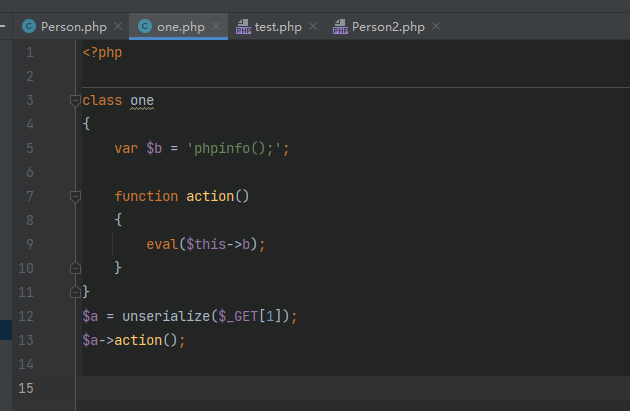 Person.php one.php test.php Person2.php
1 <?php
2
3 class one
4 {
5 var $b = 'phpinfo();';
6
7 function action()
8 {
9 eval($this->b);
10 }
11 }
12 $a = unserialize($_GET[1]);
13 $a->action();
14
15